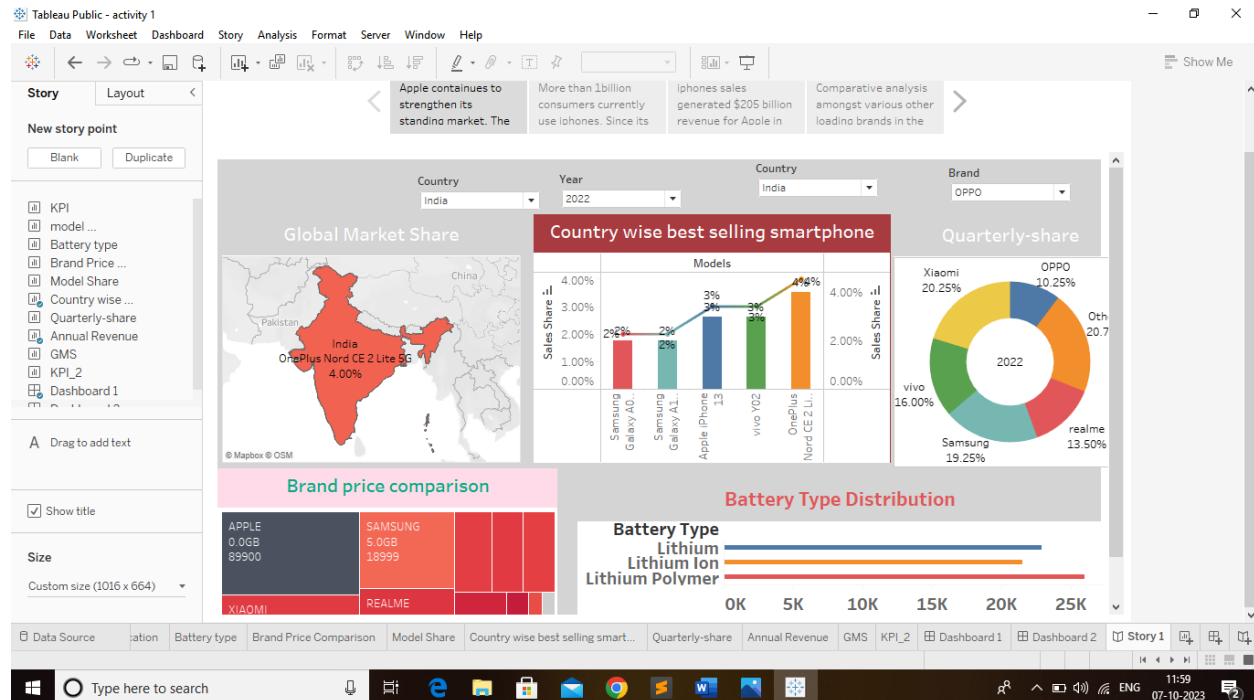 Tableau Public - activity 1
File Data Worksheet Dashboard Story Analysis Format Server Window Help
Show Me
Story Layout
New story point
Blank Duplicate
KPI
model ...
Battery type
Brand Price ...
Model Share
Country wise ...
Quarterly-share
Annual Revenue
GMS
KPI_2
Dashboard 1
A Drag to add text
Show title
Size
Custom size (1016 x 664)
Apple containues to
strengthen its
standing market. The
More than 1billion
consumers currently
use iphones. Since its
iphones sales
generated $205 billion
revenue for Apple in
Comparative analysis
amongst various other
loading brands in the
Country
India
Year
2022
Country
India
Brand
OPPO
Global Market Share
China
Pakistan
India
OnePlus Nord CE 2 Lite 5G
4.00%
© Mapbox © OSM
Country wise best selling smartphone
Models
Sales Share
4.00%
3.00%
2.00%
1.00%
0.00%
2%
2%
2%
2%
3%
3%
3%
3%
4%
4%
Sales Share
4.00%
2.00%
0.00%
Samsung
Galaxy A0..
Samsung
Galaxy A1..
Apple iPhone
13
vivo Y02
OnePlus
Nord CE 2 Li..
Quarterly-share
Xiaomi
20.25%
OPPO
10.25%
Oth
20.7
2022
vivo
16.00%
Samsung
19.25%
realme
13.50%
Brand price comparison
APPLE
0.0GB
89900
SAMSUNG
5.0GB
18999
XIAOMI
REALME
Battery Type Distribution
Battery Type
Lithium
Lithium Ion
Lithium Polymer
0K 5K 10K 15K 20K 25K
Data Source ation Battery type Brand Price Comparison Model Share Country wise best selling smart... Quarterly-share Annual Revenue GMS KPI_2 Dashboard 1 Dashboard 2 Story 1
Type here to search
ENG
11:59
07-10-2023
2